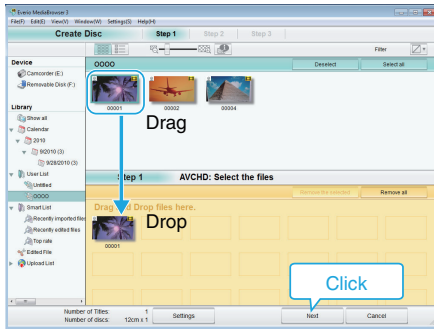 Everio MediaBrowser 3
File(F) Edit(E) View(V) Window(W) Settings(S) Help(H)
Create Disc Step 1 Step 2 Step 3
Filter
Device
Camcorder (E:)
Removable Disk (F:)
OOOO Deselect Select all
00001 00002 00004
Drag
Library
Show all
Calendar
2010
9/2010 (3)
9/28/2010 (3)
User List
Untitled
OOOO
Smart List
Recently imported files
Recently edited files
Top rate
Edited File
Upload List
Step 1 AVCHD: Select the files
Remove the selected Remove all
Drag and Drop files here.
Drop
00001
Click
Number of Titles: 1
Number of discs: 12cm x 1
Settings Next Cancel